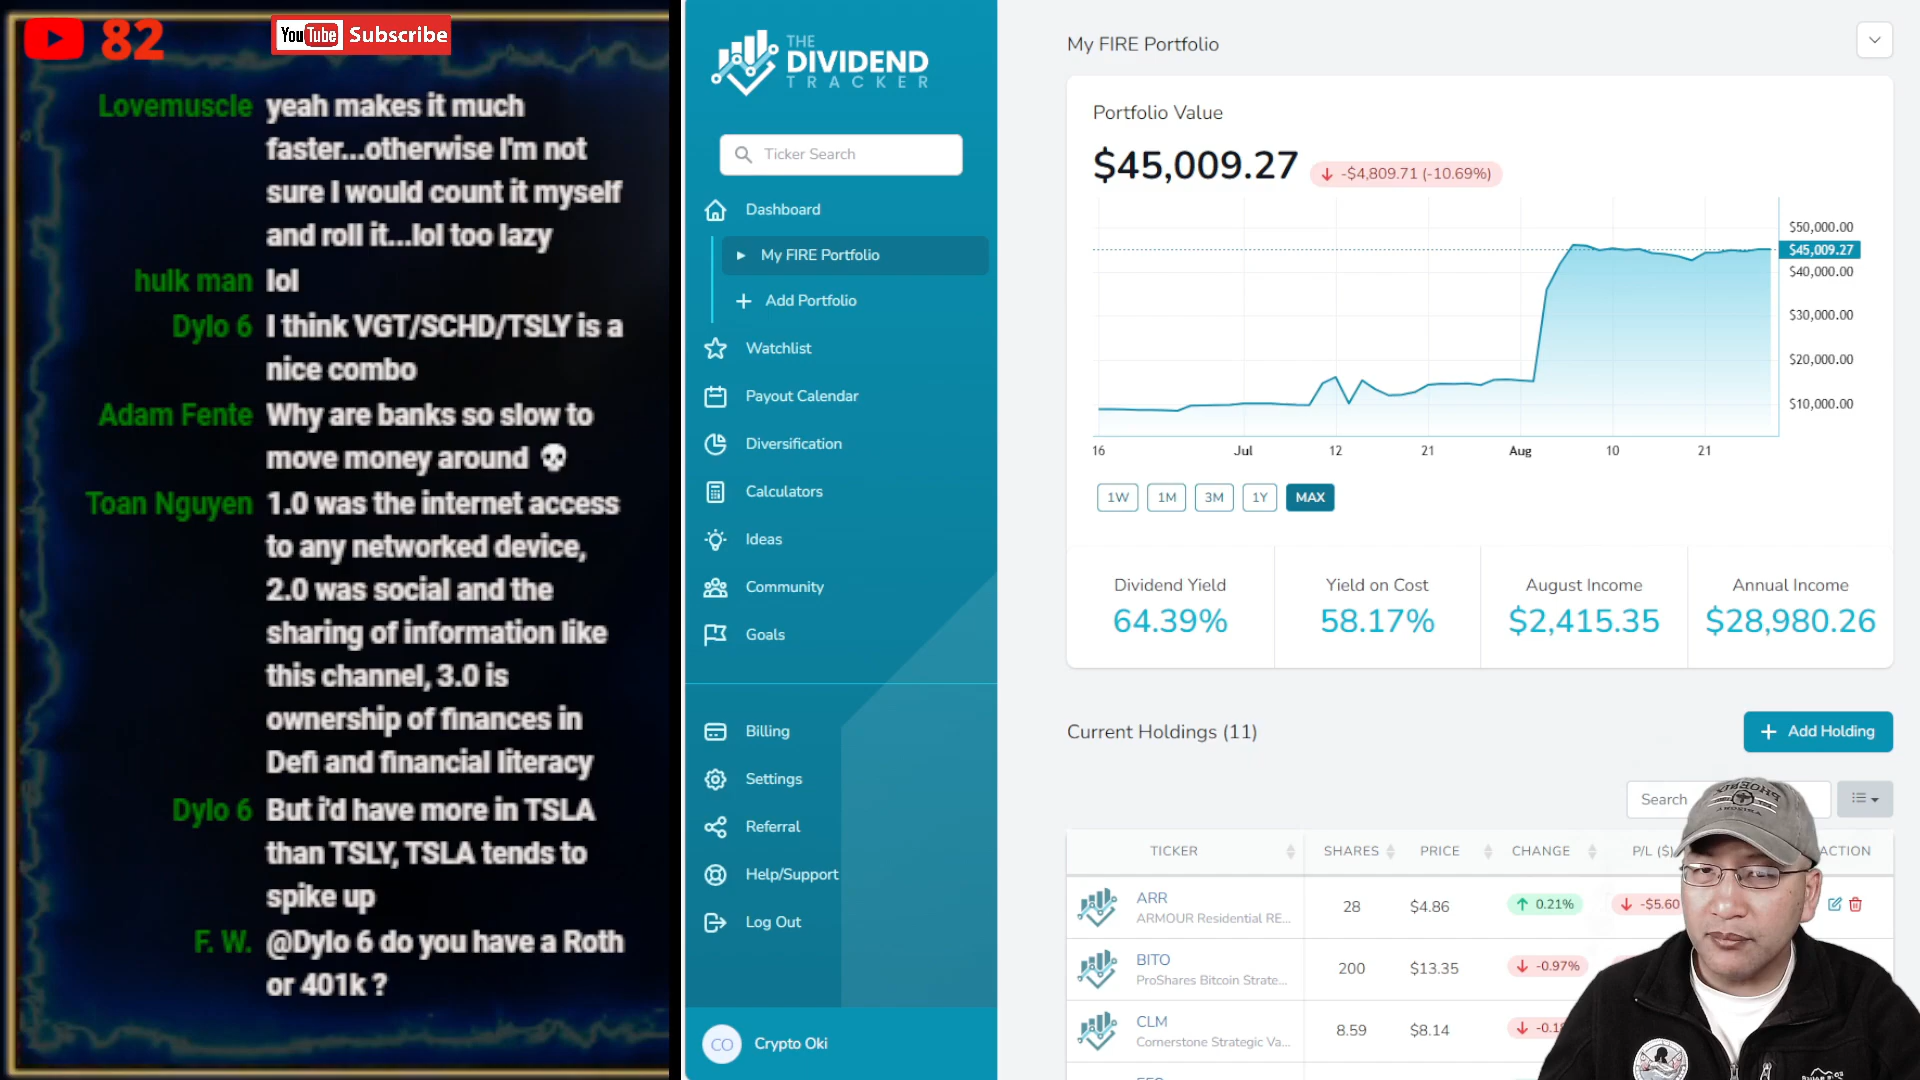 82
YouTube Subscribe
Lovemuscle yeah makes it much
faster...otherwise I'm not
sure I would count it myself
and roll it...lol too lazy
hulk man lol
Dylo 6 I think VGT/SCHD/TSLY is a
nice combo
Adam Fente Why are banks so slow to
move money around 💀
Toan Nguyen 1.0 was the internet access
to any networked device,
2.0 was social and the
sharing of information like
this channel, 3.0 is
ownership of finances in
Defi and financial literacy
Dylo 6 But i'd have more in TSLA
than TSLY, TSLA tends to
spike up
F. W. @Dylo 6 do you have a Roth
or 401k ?
THE
DIVIDEND
TRACKER
Ticker Search
Dashboard
My FIRE Portfolio
Add Portfolio
Watchlist
Payout Calendar
Diversification
Calculators
Ideas
Community
Goals
Billing
Settings
Referral
Help/Support
Log Out
CO Crypto Oki
My FIRE Portfolio
Portfolio Value
$45,009.27 -$4,809.71 (-10.69%)
$50,000.00
$45,009.27
$40,000.00
$30,000.00
$20,000.00
$10,000.00
16 Jul 12 21 Aug 10 21
1W 1M 3M 1Y MAX
Dividend Yield Yield on Cost August Income Annual Income
64.39% 58.17% $2,415.35 $28,980.26
Current Holdings (11) Add Holding
Search
TICKER SHARES PRICE CHANGE P/L ($) ACTION
ARR
ARMOUR Residential RE... 28 $4.86 0.21% -$5.60
BITO
ProShares Bitcoin Strate... 200 $13.35 -0.97%
CLM
Cornerstone Strategic Va... 8.59 $8.14